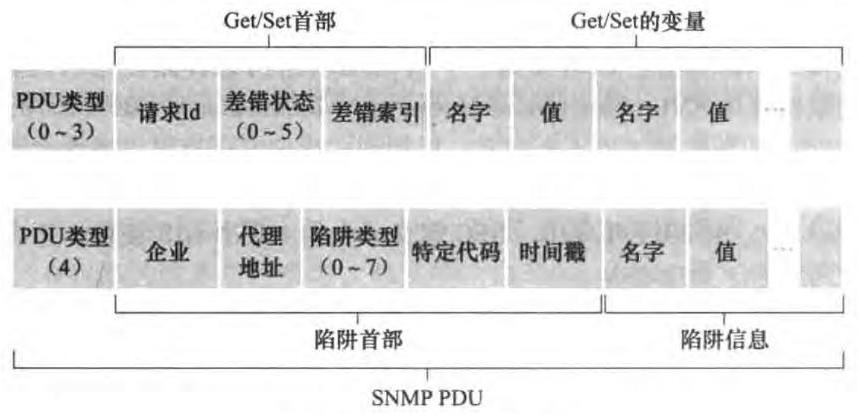 Get/Set首部 Get/Set的变量
PDU类型 (0~3) 请求Id 差错状态 (0~5) 差错索引 名字 值 名字 值 ···
PDU类型 (4) 企业 代理地址 陷阱类型 (0~7) 特定代码 时间戳 名字 值 ···
陷阱首部 陷阱信息
SNMP PDU